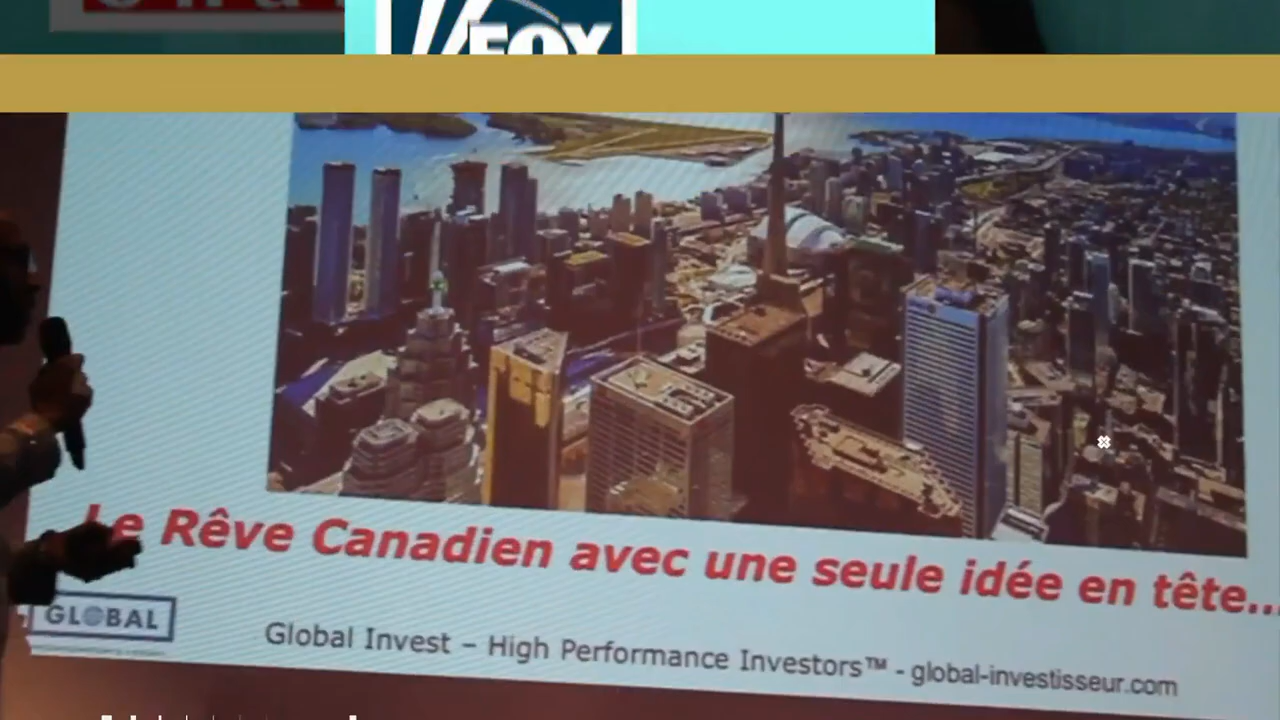 FOX
Le Rêve Canadien avec une seule idée en tête...
GLOBAL
Global Invest – High Performance Investors™ - global-investisseur.com